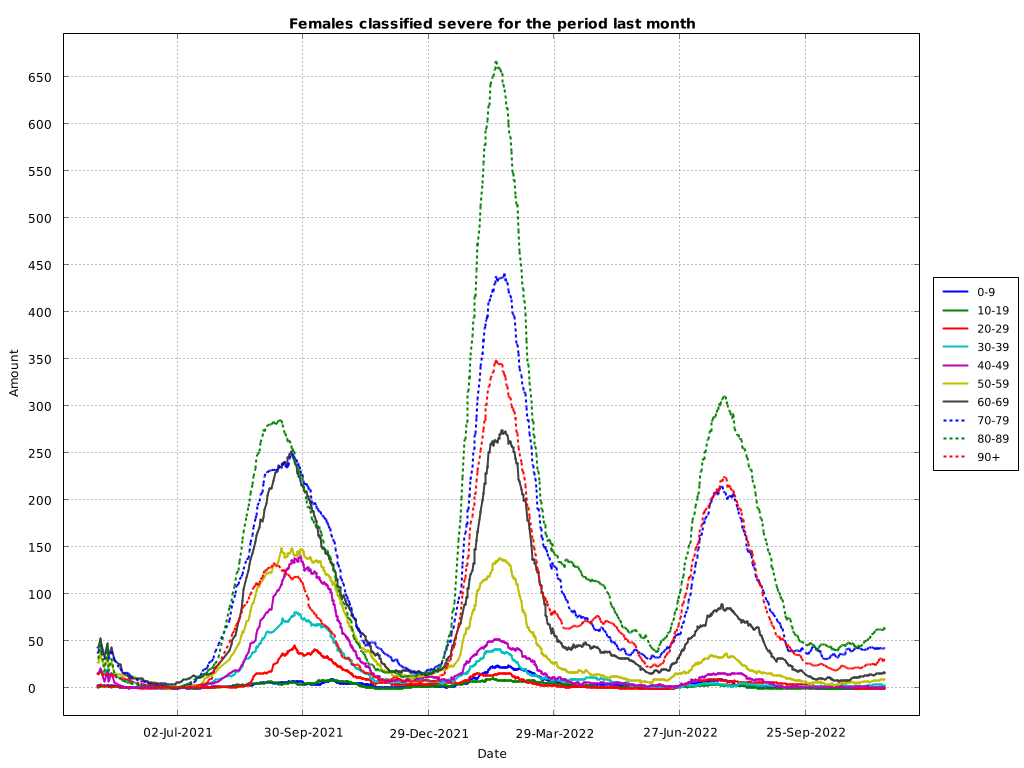 Females classified severe for the period last month
650
600
550
500
450
400
350
300
250
200
150
100
50
0
Amount
02-Jul-2021
30-Sep-2021
29-Dec-2021
29-Mar-2022
27-Jun-2022
25-Sep-2022
Date
0-9
10-19
20-29
30-39
40-49
50-59
60-69
70-79
80-89
90+